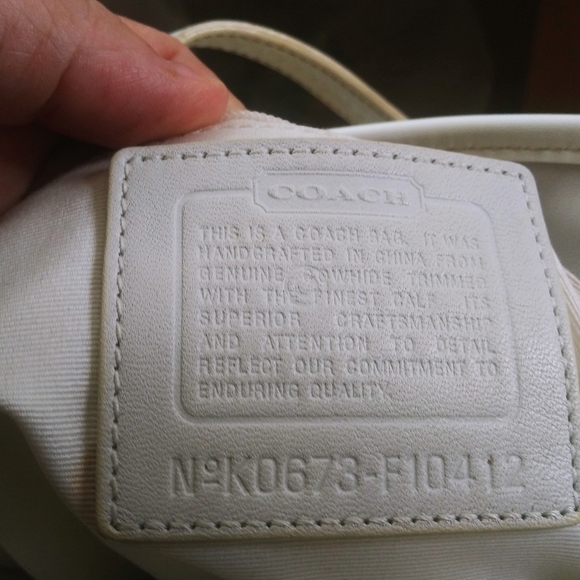 COACH
THIS IS A COACH BAG. IT WAS
HANDCRAFTED IN CHINA FROM
GENUINE COWHIDE TRIMMED
WITH THE FINEST CALF. ITS
SUPERIOR CRAFTSMANSHIP
AND ATTENTION TO DETAIL
REFLECT OUR COMMITMENT TO
ENDURING QUALITY.
NºK0673-F10412